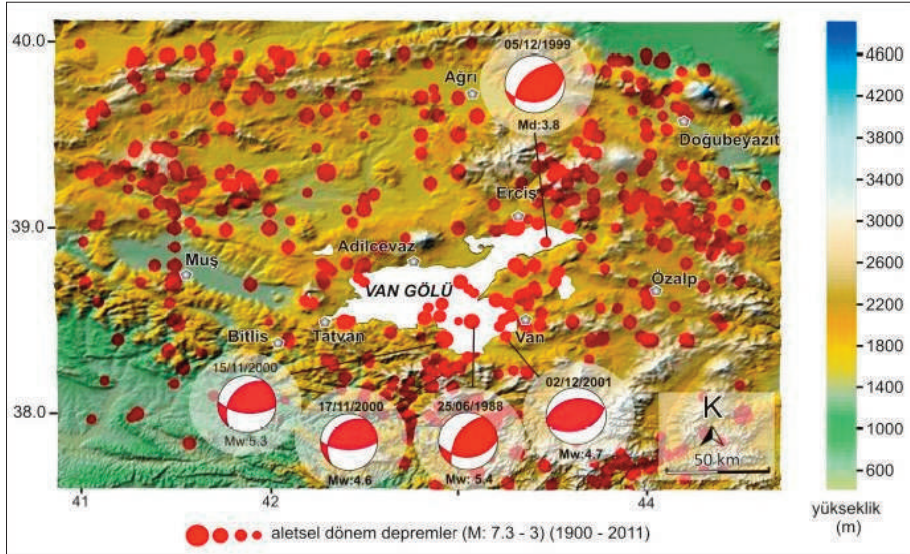 40.0
39.0
38.0
41
42
44
05/12/1999
Md:3.8
Ağrı
Doğubeyazıt
Erciş
Adilcevaz
Muş
VAN GÖLÜ
Özalp
Bitlis
Tatvan
Van
15/11/2000
Mw:5.3
17/11/2000
Mw:4.6
25/06/1988
Mw: 5.4
02/12/2001
Mw:4.7
K
50 km
4600
4200
3800
3400
3000
2600
2200
1800
1400
1000
600
yükseklik
(m)
aletsel dönem depremler (M: 7.3 - 3) (1900 - 2011)